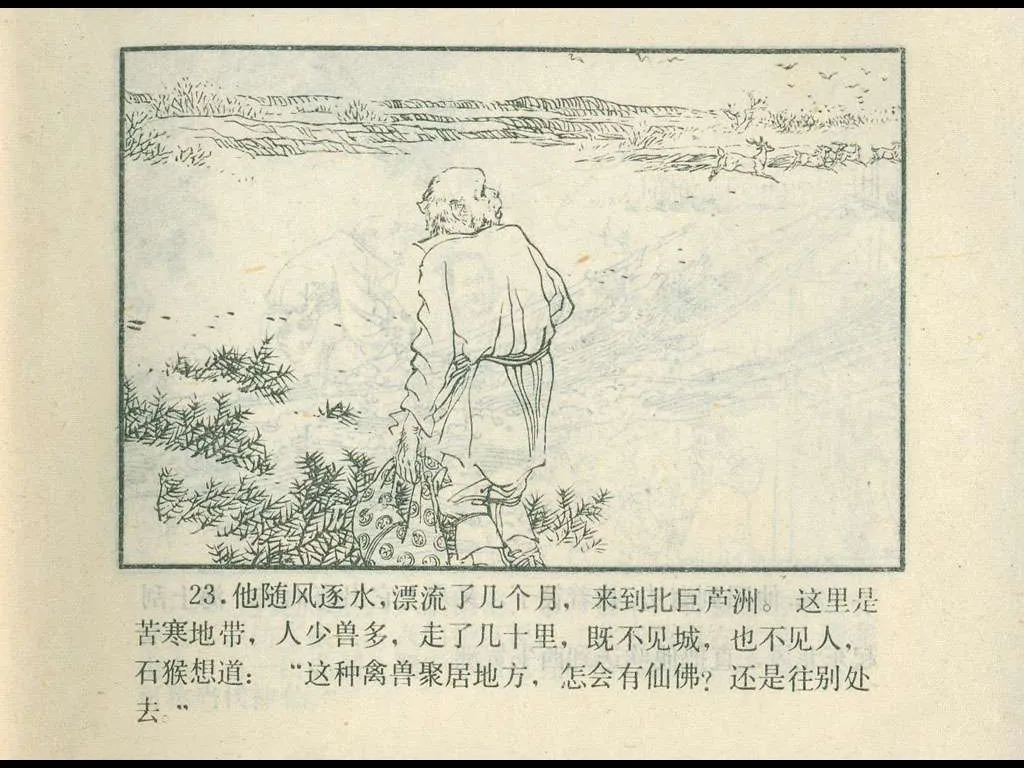 23.他随风逐水,漂流了几个月，来到北巨芦洲。这里是
苦寒地带，人少兽多，走了几十里，既不见城，也不见人，
石猴想道：“这种禽兽聚居地方，怎会有仙佛？还是往别处
去。”